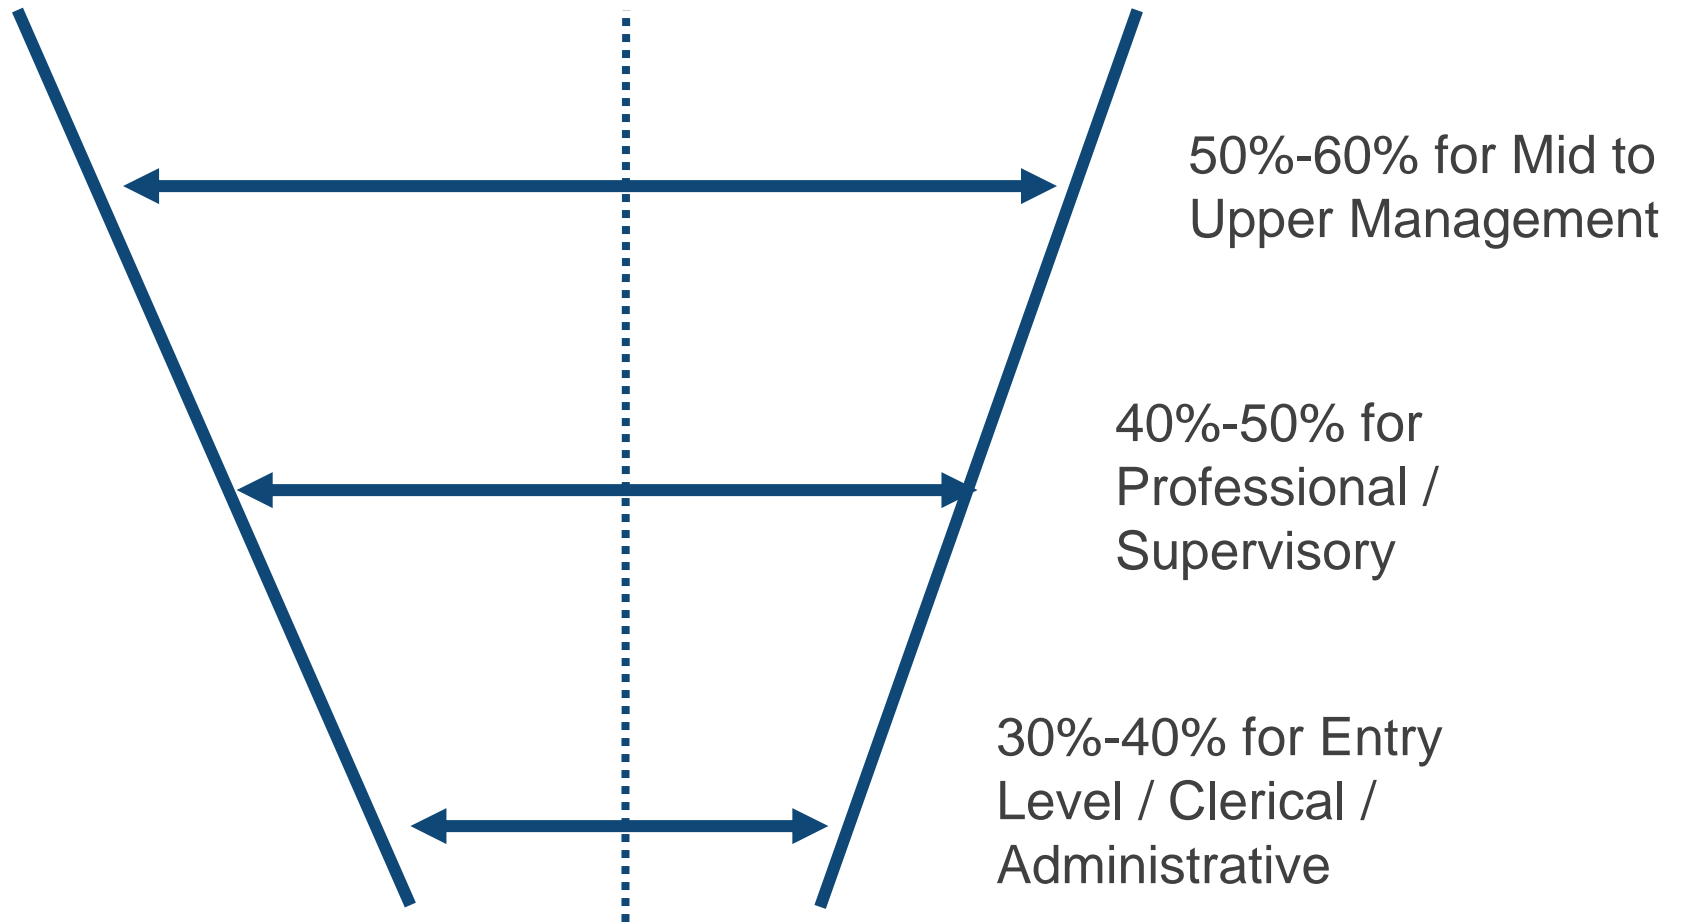 50%-60% for Mid to
Upper Management
40%-50% for
Professional /
Supervisory
30%-40% for Entry
Level / Clerical /
Administrative